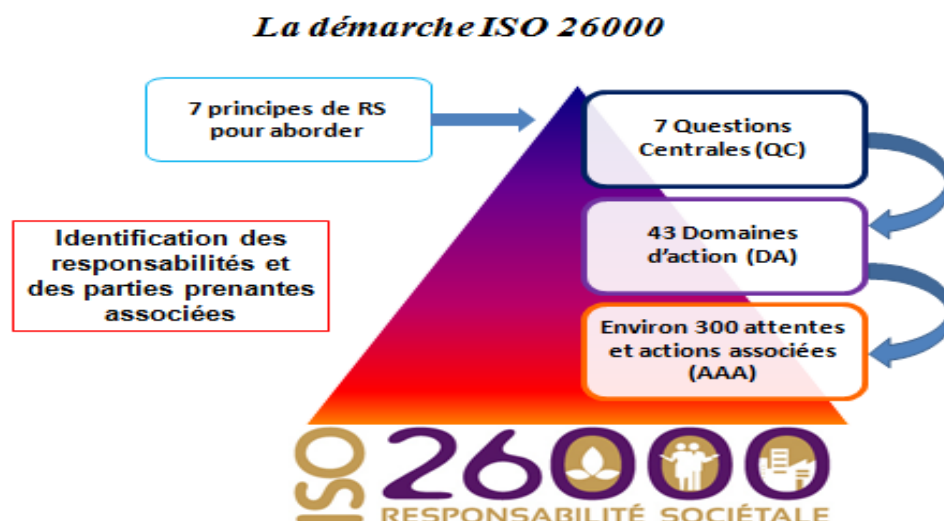 La démarche ISO 26000
7 principes de RS
pour aborder
7 Questions
Centrales (QC)
Identification des
responsabilités et
des parties prenantes
associées
43 Domaines
d'action (DA)
Environ 300 attentes
et actions associées
(AAA)
ISO 26000
RESPONSABILITÉ SOCIÉTALE